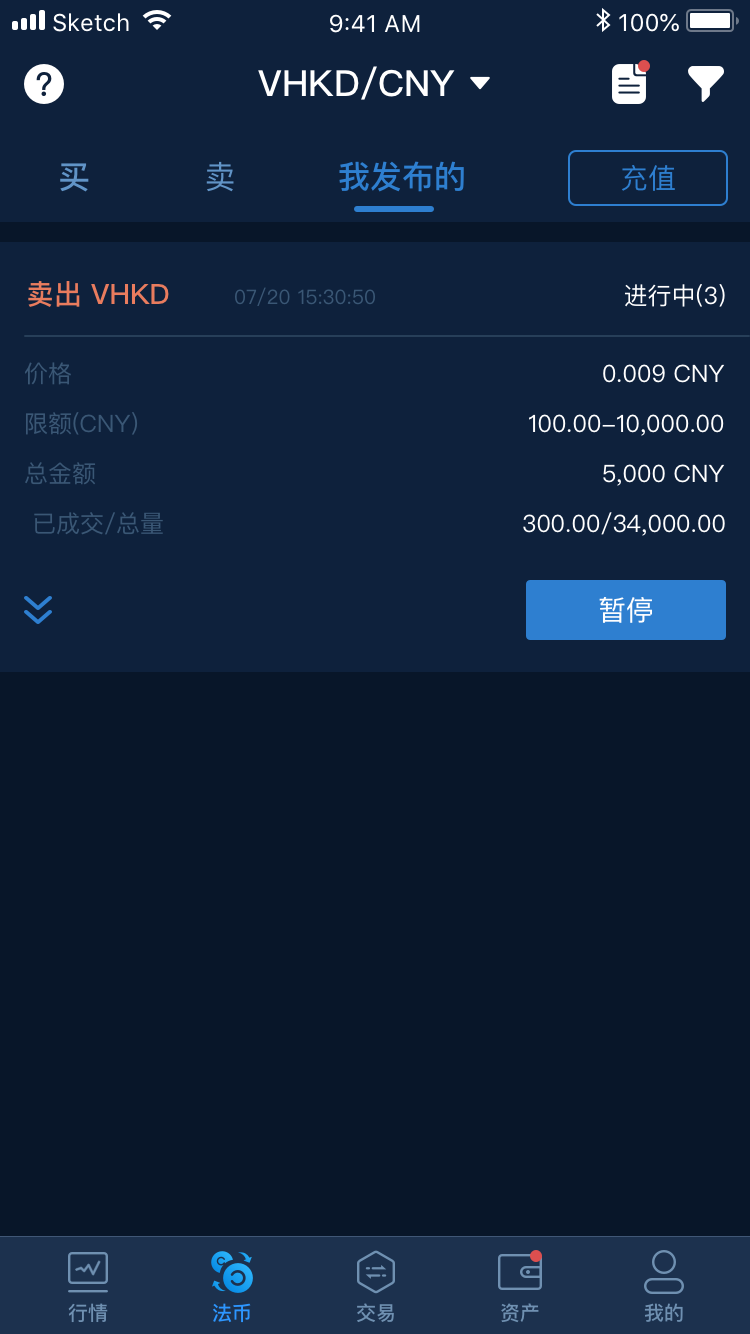 Sketch 9:41 AM 100%
VHKD/CNY
买 卖 我发布的 充值
卖出 VHKD 07/20 15:30:50 进行中(3)
价格 0.009 CNY
限额(CNY) 100.00–10,000.00
总金额 5,000 CNY
已成交/总量 300.00/34,000.00
暂停
行情 法币 交易 资产 我的